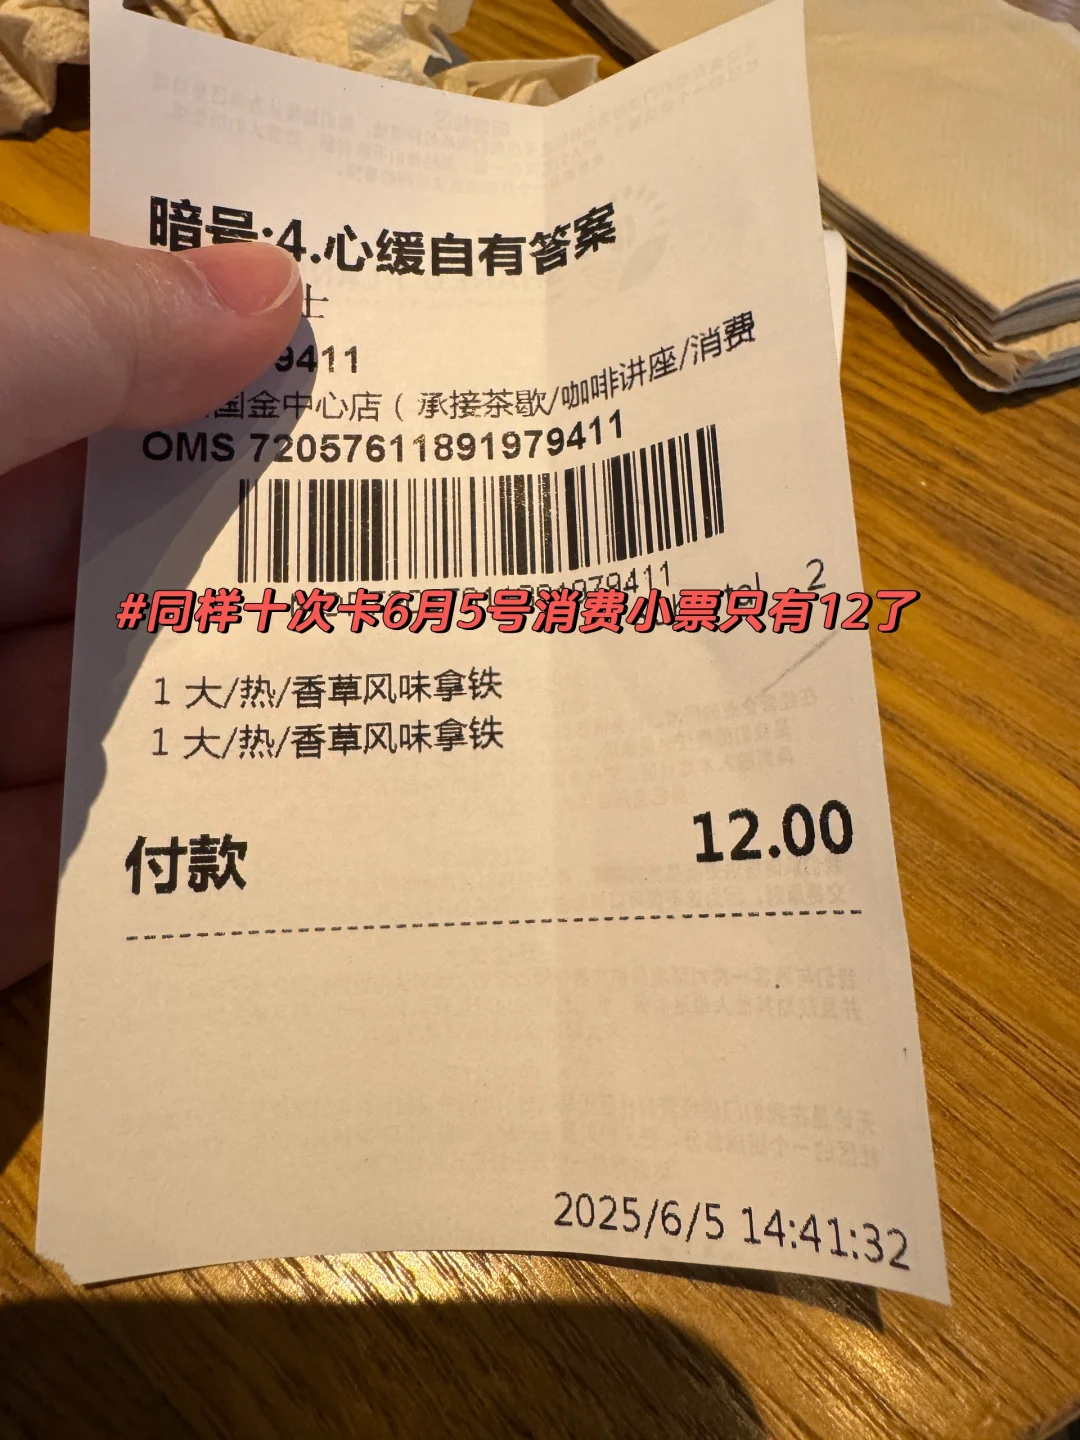 暗号:4.心缓自有答案
士
9411
国金中心店（承接茶歇/咖啡讲座/消费
OMS 72057611891979411
2
#同样十次卡6月5号消费小票只有12了
1 大/热/香草风味拿铁
1 大/热/香草风味拿铁
付款 12.00
2025/6/5 14:41:32